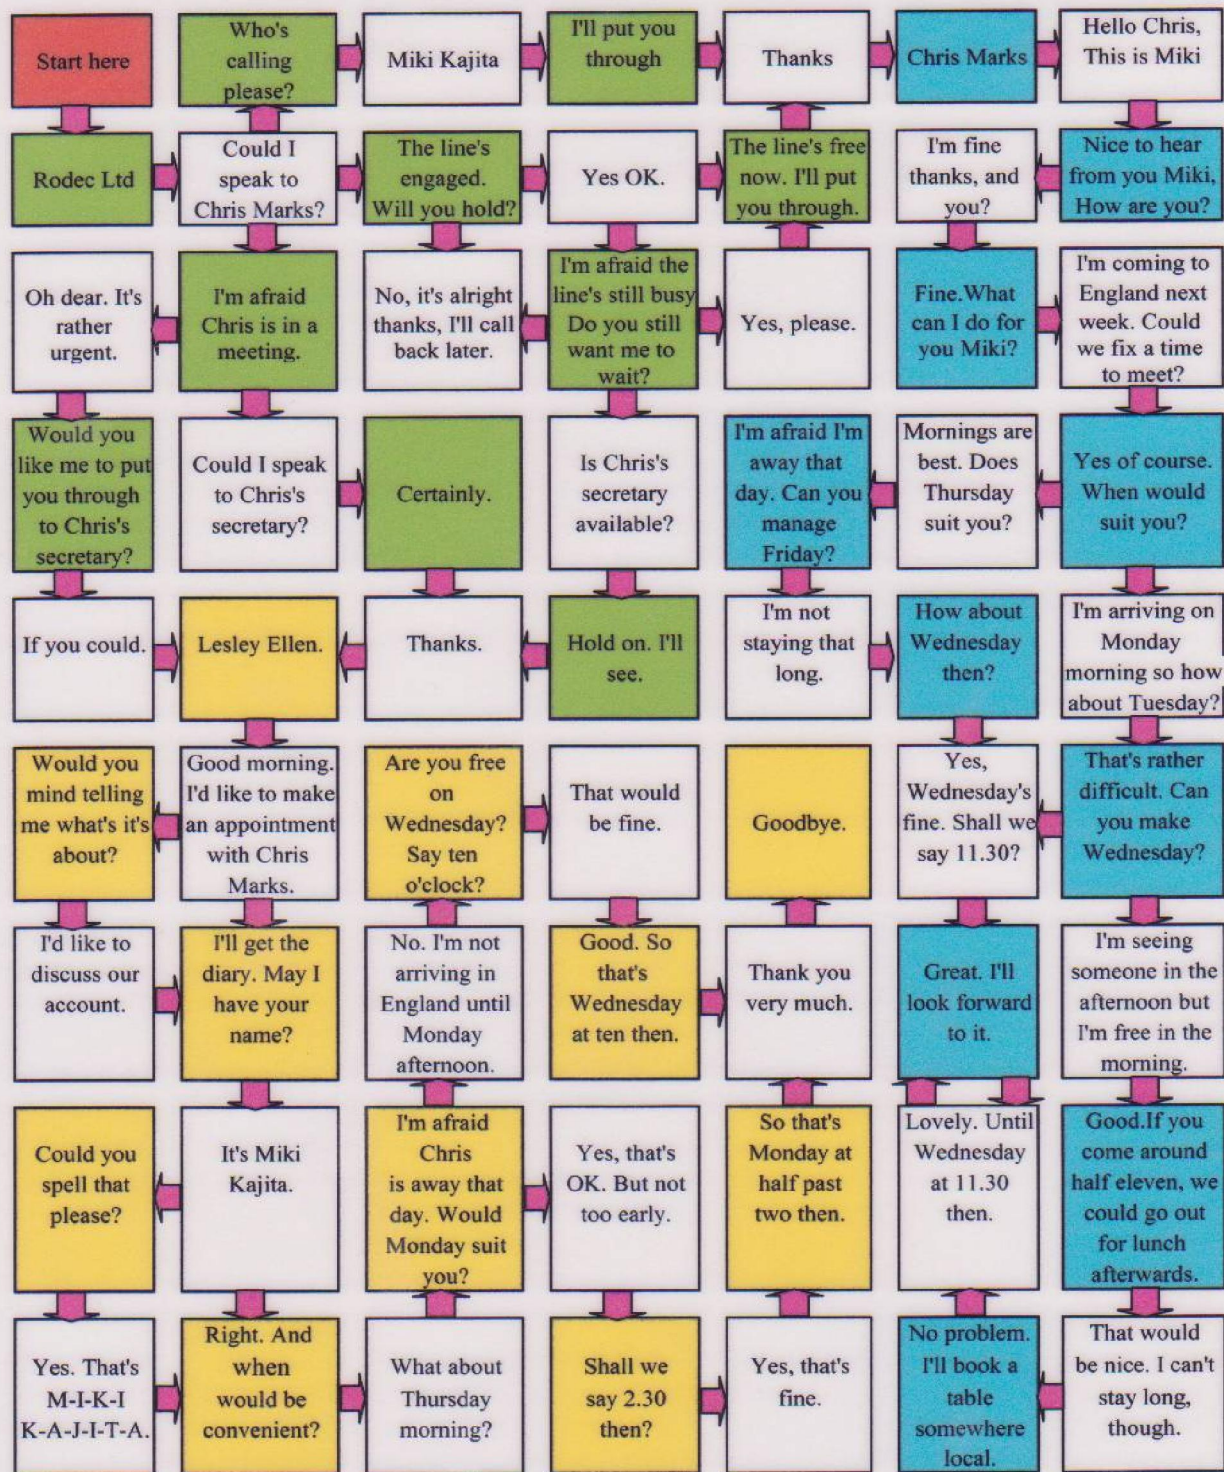 Start here
Who's
calling
please?
Miki Kajita
I'll put you
through
Thanks
Chris Marks
Hello Chris,
This is Miki
Rodec Ltd
Could I
speak to
Chris Marks?
The line's
engaged.
Will you hold?
Yes OK.
The line's free
now. I'll put
you through.
I'm fine
thanks, and
you?
Nice to hear
from you Miki,
How are you?
Oh dear. It's
rather
urgent.
I'm afraid
Chris is in a
meeting.
No, it's alright
thanks, I'll call
back later.
I'm afraid the
line's still busy
Do you still
want me to
wait?
Yes, please.
Fine.What
can I do for
you Miki?
I'm coming to
England next
week. Could
we fix a time
to meet?
Would you
like me to put
you through
to Chris's
secretary?
Could I speak
to Chris's
secretary?
Certainly.
Is Chris's
secretary
available?
I'm afraid I'm
away that
day. Can you
manage
Friday?
Mornings are
best. Does
Thursday
suit you?
Yes of course.
When would
suit you?
If you could.
Lesley Ellen.
Thanks.
Hold on. I'll
see.
I'm not
staying that
long.
How about
Wednesday
then?
I'm arriving on
Monday
morning so how
about Tuesday?
Would you
mind telling
me what's it's
about?
Good morning.
I'd like to make
an appointment
with Chris
Marks.
Are you free
on
Wednesday?
Say ten
o'clock?
That would
be fine.
Goodbye.
Yes,
Wednesday's
fine. Shall we
say 11.30?
That's rather
difficult. Can
you make
Wednesday?
I'd like to
discuss our
account.
I'll get the
diary. May I
have your
name?
No. I'm not
arriving in
England until
Monday
afternoon.
Good. So
that's
Wednesday
at ten then.
Thank you
very much.
Great. I'll
look forward
to it.
I'm seeing
someone in the
afternoon but
I'm free in the
morning.
Could you
spell that
please?
It's Miki
Kajita.
I'm afraid
Chris
is away that
day. Would
Monday suit
you?
Yes, that's
OK. But not
too early.
So that's
Monday at
half past
two then.
Lovely. Until
Wednesday
at 11.30
then.
Good.If you
come around
half eleven, we
could go out
for lunch
afterwards.
Yes. That's
M-I-K-I
K-A-J-I-T-A.
Right. And
when
would be
convenient?
What about
Thursday
morning?
Shall we
say 2.30
then?
Yes, that's
fine.
No problem.
I'll book a
table
somewhere
local.
That would
be nice. I can't
stay long,
though.